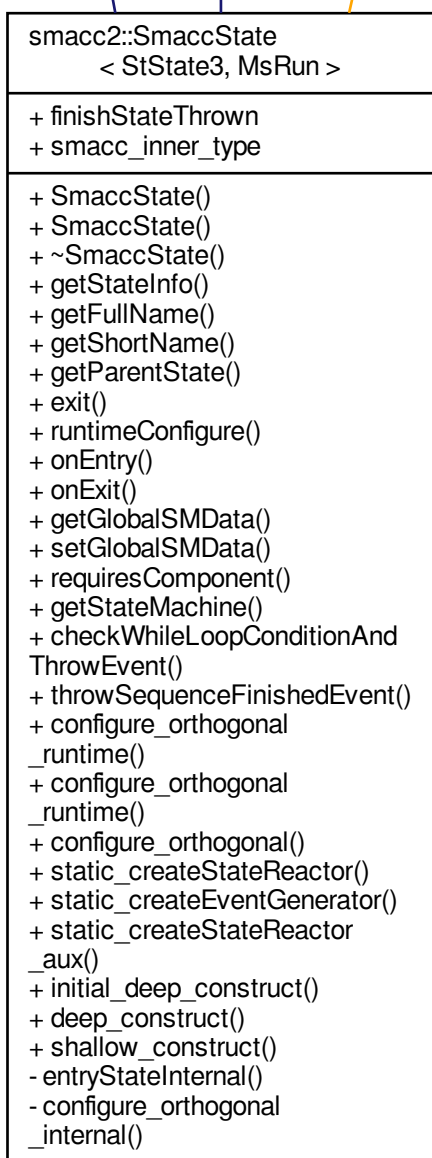 smacc2::SmaccState
< StState3, MsRun >
+ finishStateThrown
+ smacc_inner_type
+ SmaccState()
+ SmaccState()
+ ~SmaccState()
+ getStateInfo()
+ getFullName()
+ getShortName()
+ getParentState()
+ exit()
+ runtimeConfigure()
+ onEntry()
+ onExit()
+ getGlobalSMData()
+ setGlobalSMData()
+ requiresComponent()
+ getStateMachine()
+ checkWhileLoopConditionAnd
ThrowEvent()
+ throwSequenceFinishedEvent()
+ configure_orthogonal
_runtime()
+ configure_orthogonal
_runtime()
+ configure_orthogonal()
+ static_createStateReactor()
+ static_createEventGenerator()
+ static_createStateReactor
_aux()
+ initial_deep_construct()
+ deep_construct()
+ shallow_construct()
- entryStateInternal()
- configure_orthogonal
_internal()